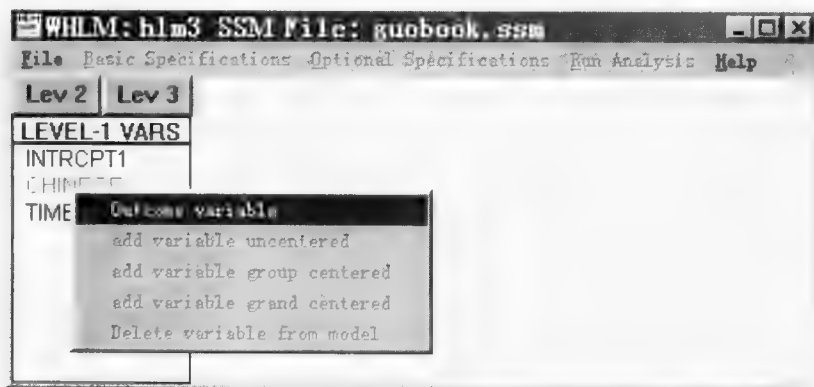 WHLM: hlm3 SSM File: guobook.ssm
File Basic Specifications Optional Specifications Run Analysis Help
Lev 2 Lev 3
LEVEL-1 VARS
INTRCPT1
CHINESE
TIME
Outcome variable
add variable uncentered
add variable group centered
add variable grand centered
Delete variable from model